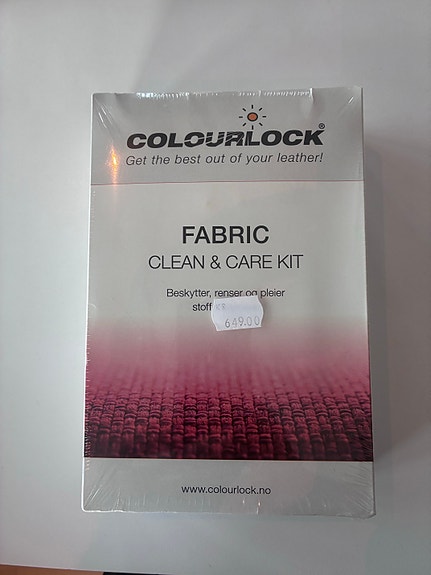 COLOURLOCK®
Get the best out of your leather!
FABRIC
CLEAN & CARE KIT
Beskytter, renser og pleier
stoff
KR
649.00
www.colourlock.no